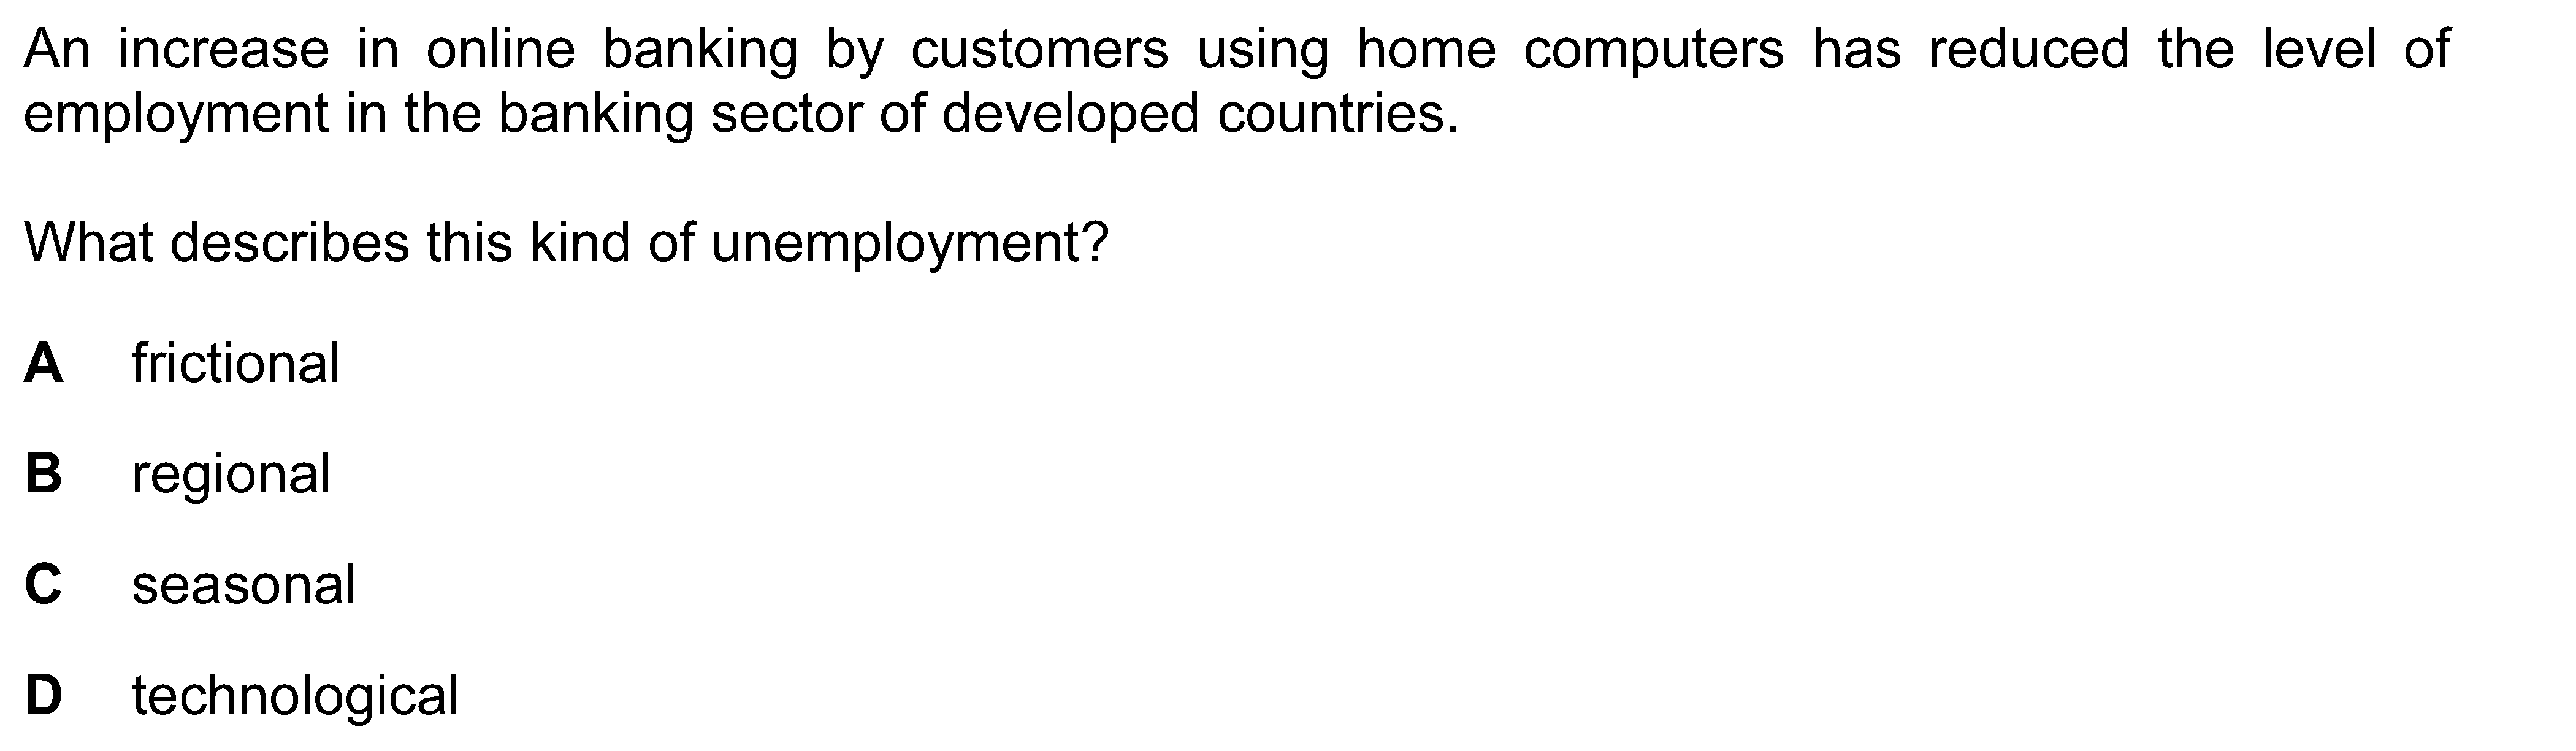 An increase in online banking by customers using home computers has reduced the level of
employment in the banking sector of developed countries.
What describes this kind of unemployment?
A frictional
B regional
C seasonal
D technological